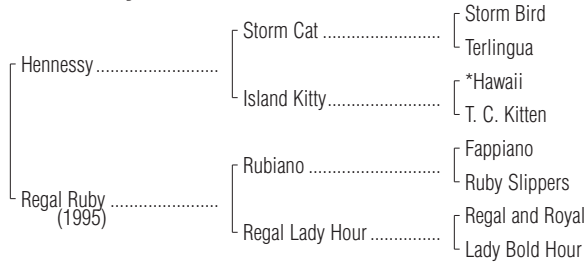 Storm Bird
Storm Cat ........................
Terlingua
Hennessy .........................
*Hawaii
Island Kitty .......................
T. C. Kitten
Fappiano
Rubiano ...........................
Ruby Slippers
Regal Ruby ......................
(1995)
Regal and Royal
Regal Lady Hour ..............
Lady Bold Hour